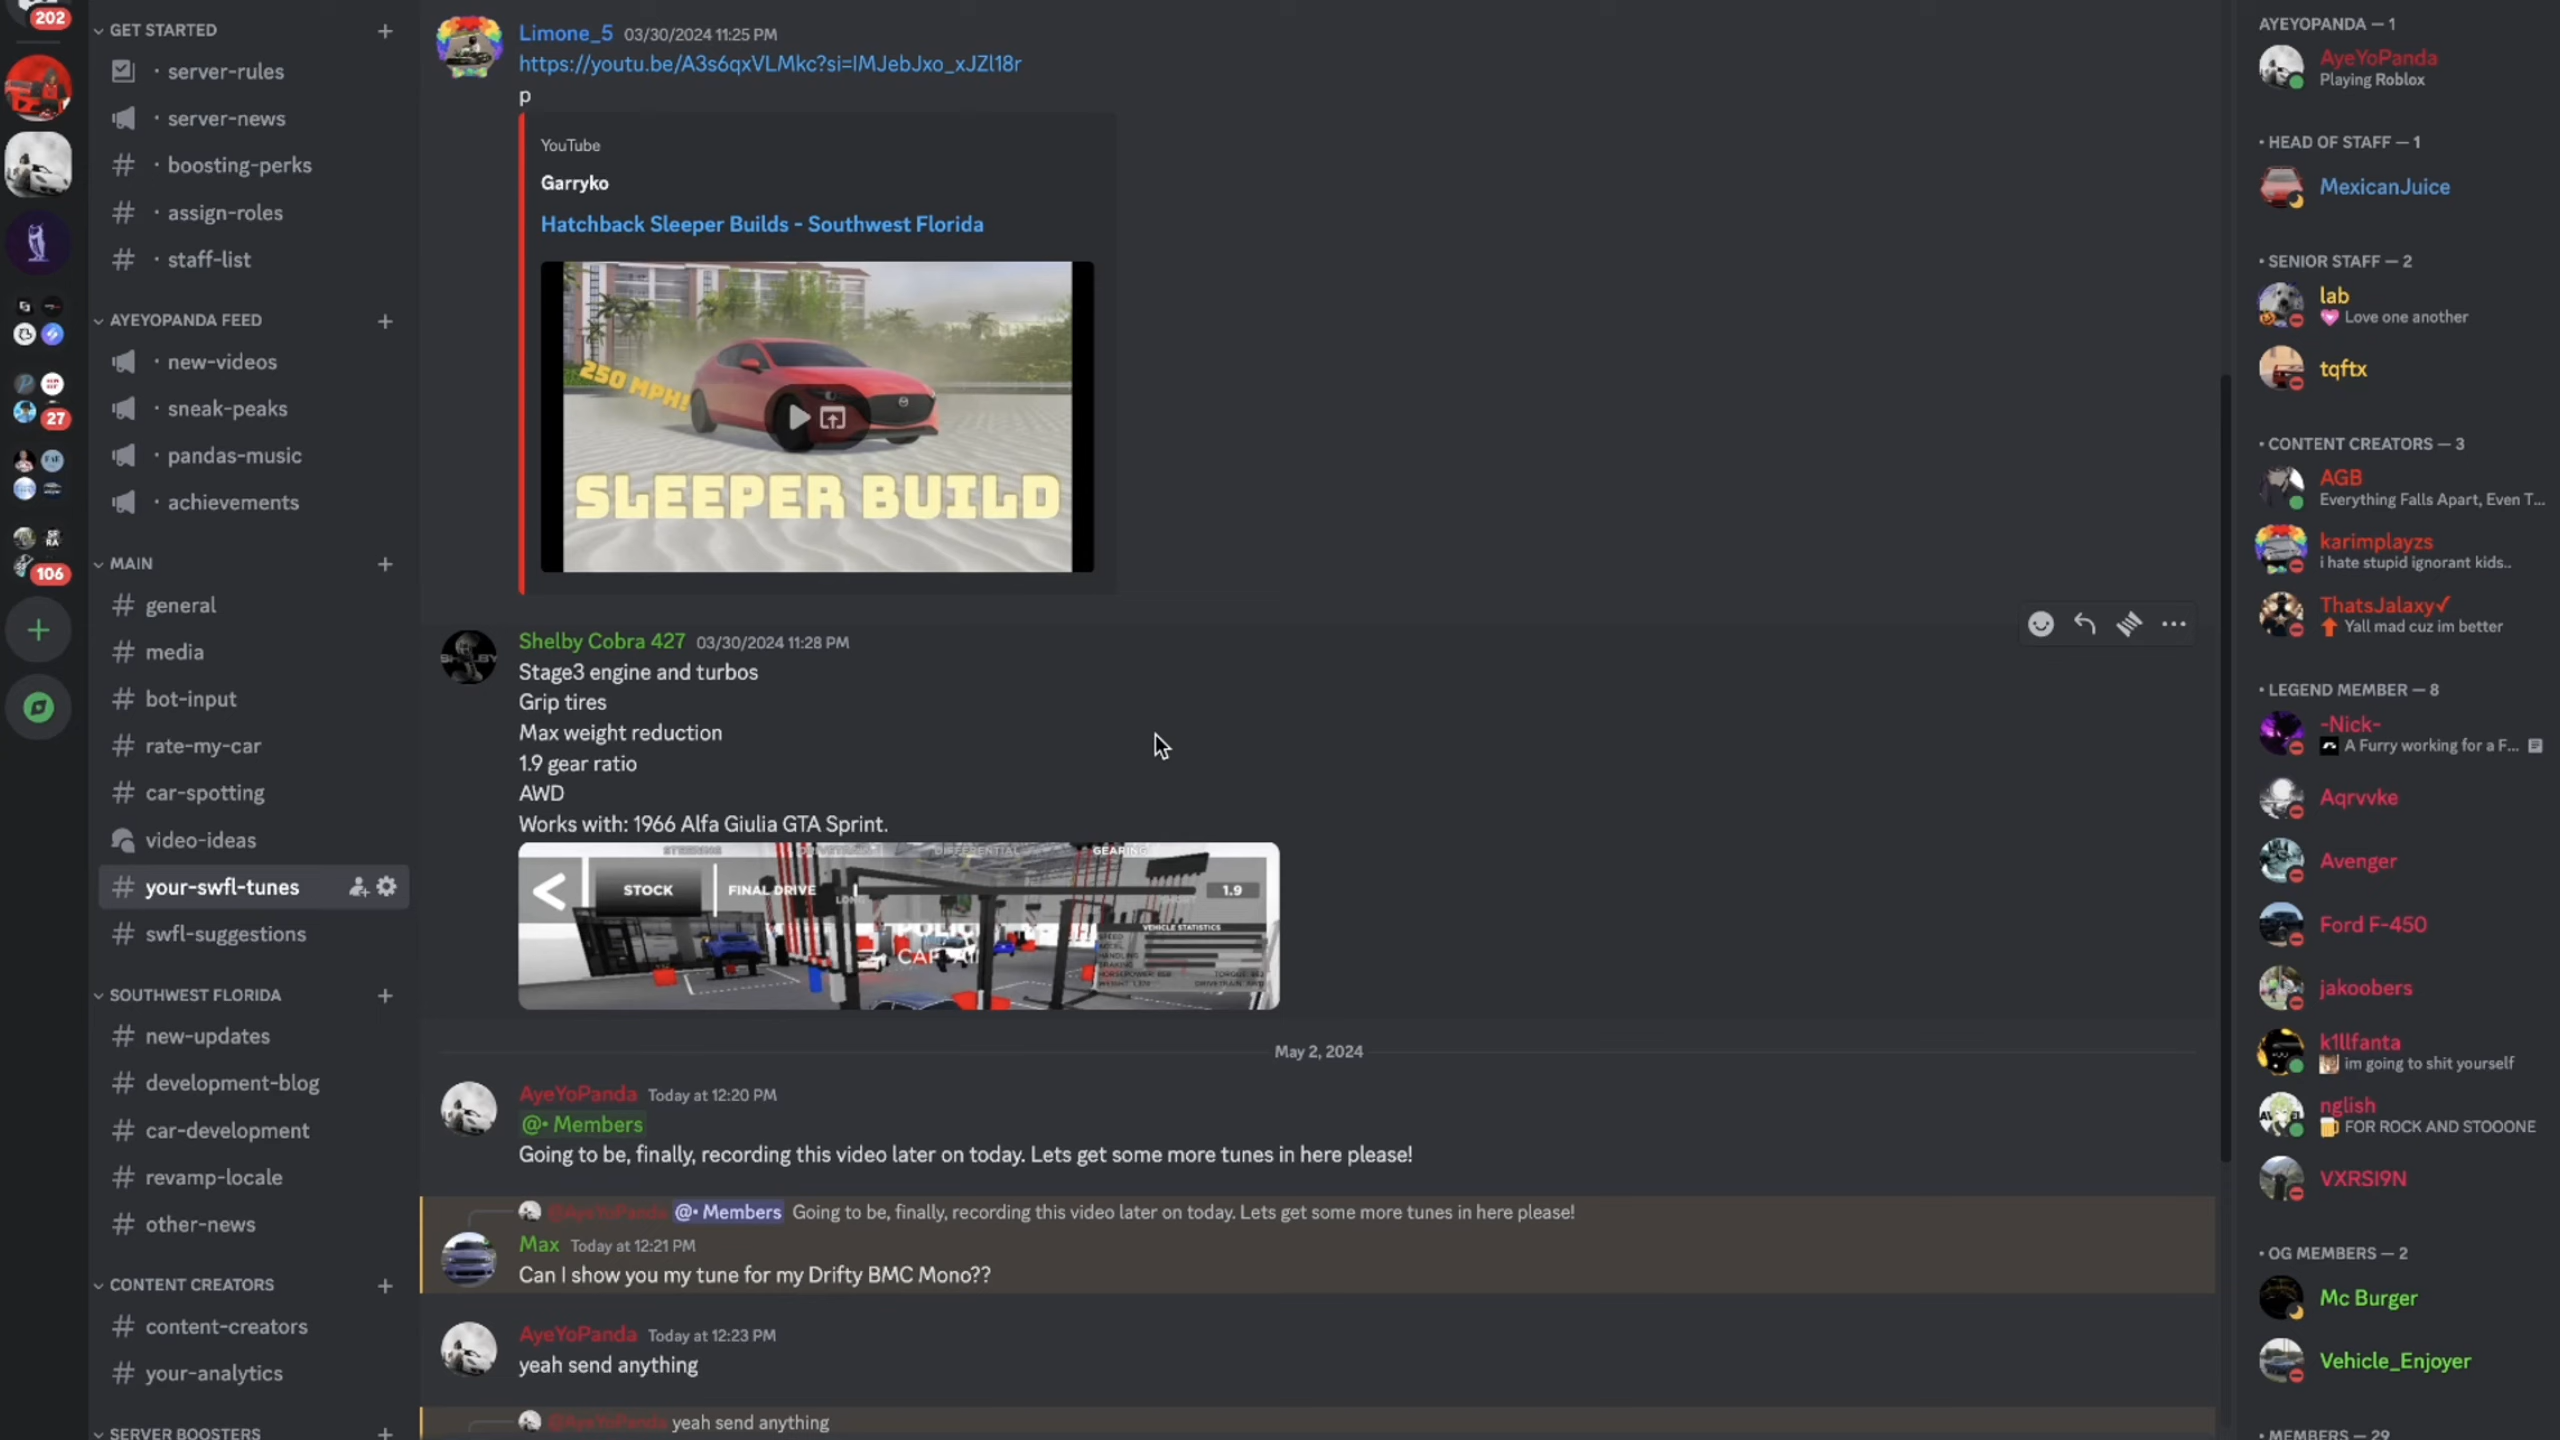 202
27
106
GET STARTED
· server-rules
· server-news
· boosting-perks
· assign-roles
· staff-list
AYEYOPANDA FEED
· new-videos
· sneak-peaks
· pandas-music
· achievements
MAIN
general
media
bot-input
rate-my-car
car-spotting
video-ideas
your-swfl-tunes
swfl-suggestions
SOUTHWEST FLORIDA
new-updates
development-blog
car-development
revamp-locale
other-news
CONTENT CREATORS
content-creators
your-analytics
SERVER BOOSTERS
Limone_5 03/30/2024 11:25 PM
https://youtu.be/A3s6qxVLMkc?si=IMJebJxo_xJZl18r
p
YouTube
Garryko
Hatchback Sleeper Builds - Southwest Florida
250 MPH!
SLEEPER BUILD
Shelby Cobra 427 03/30/2024 11:28 PM
Stage3 engine and turbos
Grip tires
Max weight reduction
1.9 gear ratio
AWD
Works with: 1966 Alfa Giulia GTA Sprint.
STEERING DIFFERENTIAL GEARING
STOCK FINAL DRIVE 1.9
VEHICLE STATISTICS
HANDLING
BRAKING
May 2, 2024
AyeYoPanda Today at 12:20 PM
@• Members
Going to be, finally, recording this video later on today. Lets get some more tunes in here please!
@AyeYoPanda @• Members Going to be, finally, recording this video later on today. Lets get some more tunes in here please!
Max Today at 12:21 PM
Can I show you my tune for my Drifty BMC Mono??
AyeYoPanda Today at 12:23 PM
yeah send anything
@AyeYoPanda yeah send anything
AYEYOPANDA — 1
AyeYoPanda
Playing Roblox
• HEAD OF STAFF — 1
MexicanJuice
• SENIOR STAFF — 2
lab
Love one another
tqftx
• CONTENT CREATORS — 3
AGB
Everything Falls Apart, Even T...
karimplayzs
i hate stupid ignorant kids..
ThatsJalaxy✓
Yall mad cuz im better
• LEGEND MEMBER — 8
-Nick-
A Furry working for a F...
Aqrvvke
Avenger
Ford F-450
jakoobers
k1llfanta
im going to shit yourself
nglish
FOR ROCK AND STOOONE
VXRSI9N
• OG MEMBERS — 2
Mc Burger
Vehicle_Enjoyer
• MEMBERS — 29